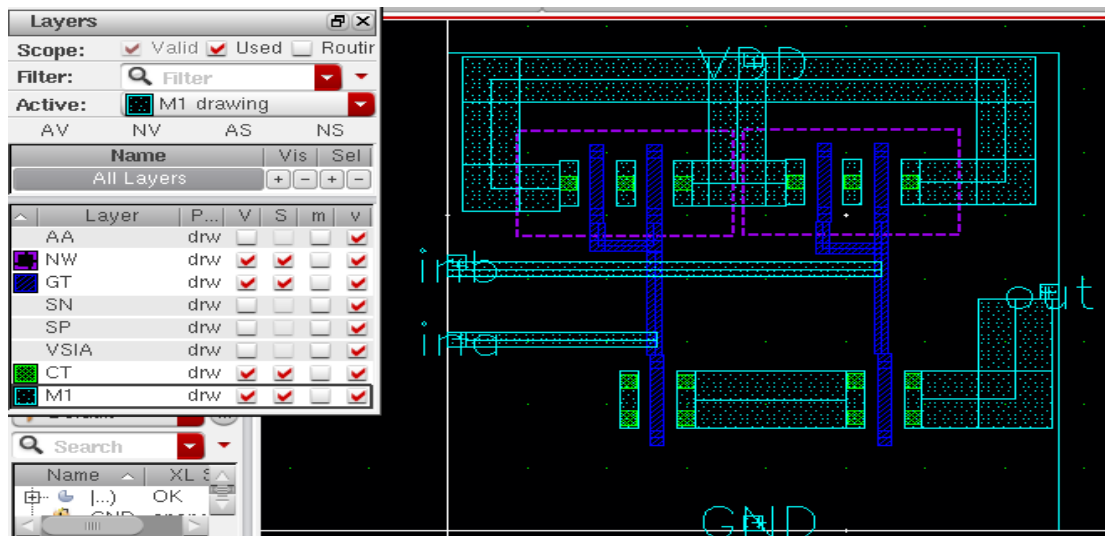 Layers
Scope: Valid Used Routin
Filter: Filter
Active: M1 drawing
AV NV AS NS
Name Vis Sel
All Layers + - + -
Layer P... V S m v
AA drw
NW drw
GT drw
SN drw
SP drw
VSIA drw
CT drw
M1 drw
Search
Name XL S
|...) OK
VDD
inb
ina
out
GND